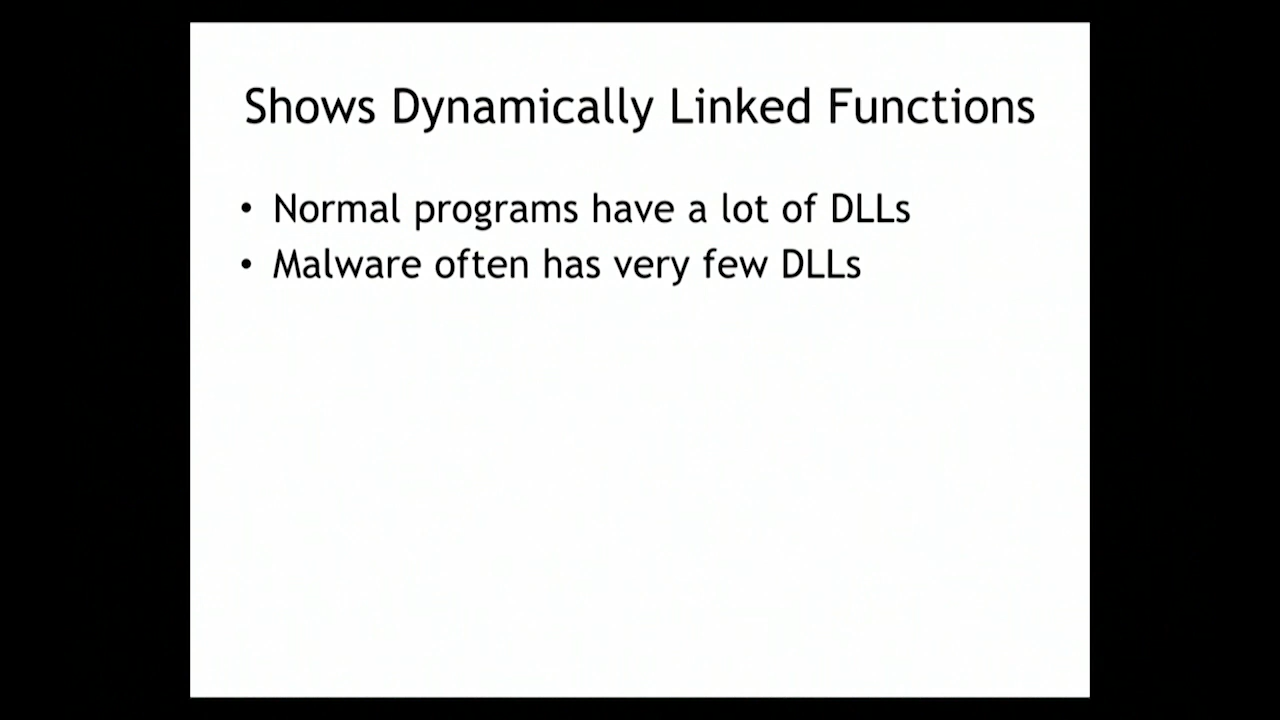 Shows Dynamically Linked Functions
• Normal programs have a lot of DLLs
• Malware often has very few DLLs